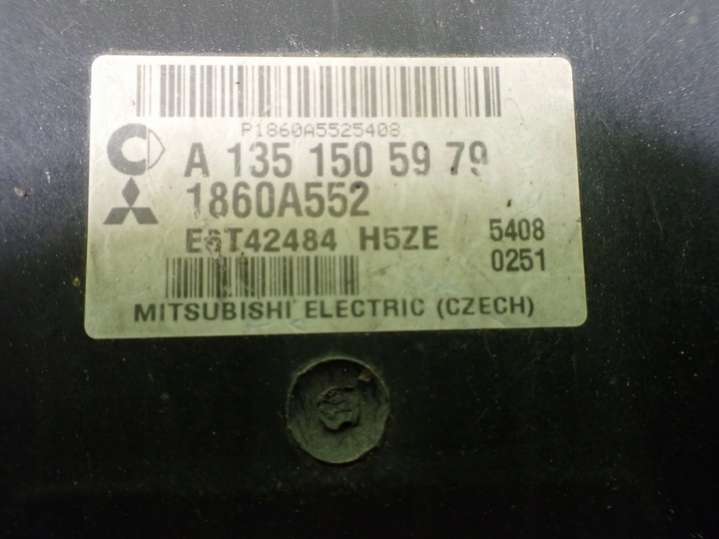 P1860A5525408
A 135 150 59 79
1860A552
E6T42484 H5ZE 5408
0251
MITSUBISHI ELECTRIC (CZECH)